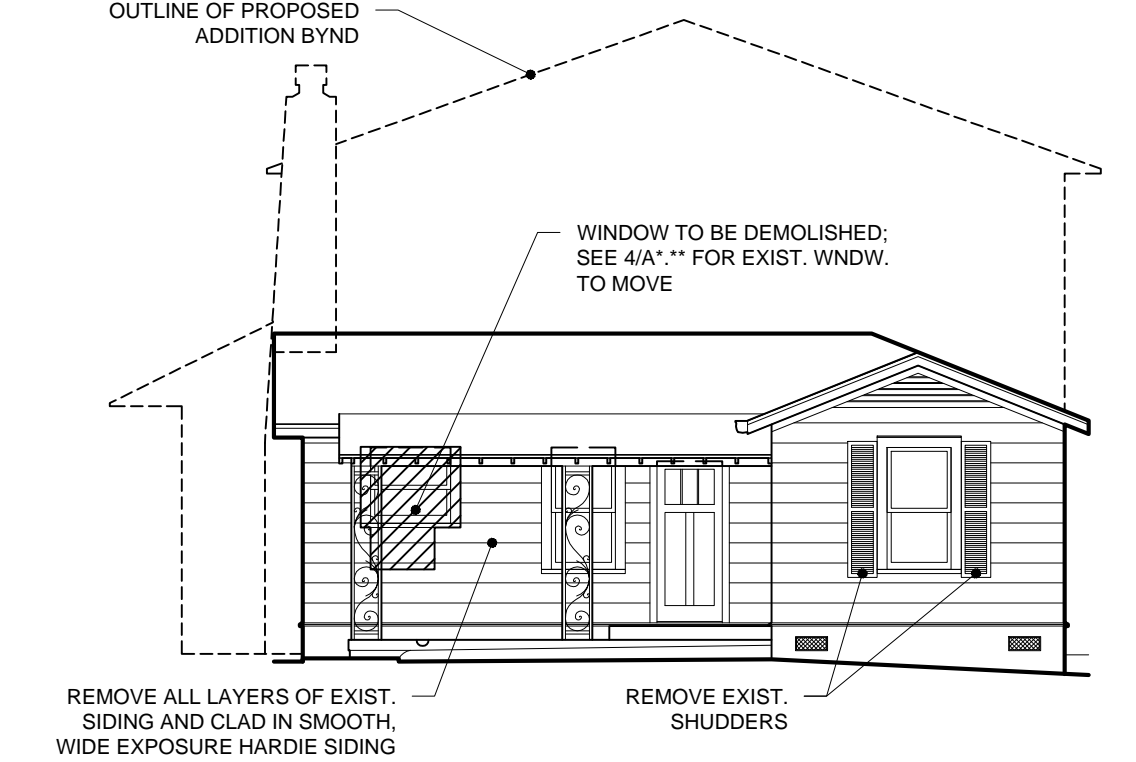 OUTLINE OF PROPOSED
ADDITION BYND
WINDOW TO BE DEMOLISHED;
SEE 4/A*.** FOR EXIST. WNDW.
TO MOVE
REMOVE ALL LAYERS OF EXIST.
SIDING AND CLAD IN SMOOTH,
WIDE EXPOSURE HARDIE SIDING
REMOVE EXIST.
SHUDDERS